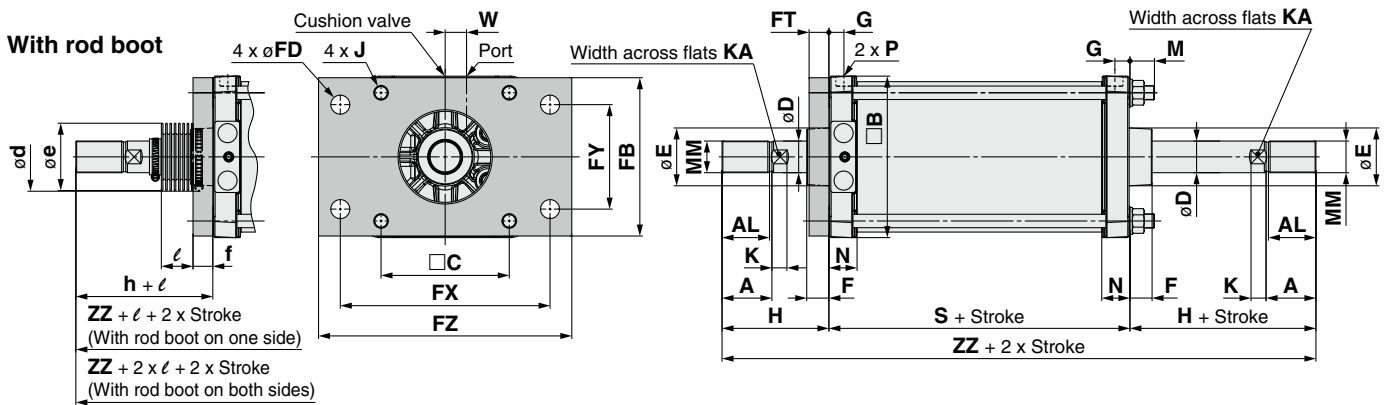 With rod boot
Cushion valve
W
Port
4 x øFD
4 x J
Width across flats KA
FT
G
2 x P
Width across flats KA
G
M
ød
øe
FY
FB
øE
MM
øD
□B
øD
MM
øE
ℓ
f
h + ℓ
ZZ + ℓ + 2 x Stroke
(With rod boot on one side)
ZZ + 2 x ℓ + 2 x Stroke
(With rod boot on both sides)
□C
FX
FZ
AL
K
A
N
F
H
S + Stroke
N
F
AL
K
A
H + Stroke
ZZ + 2 x Stroke